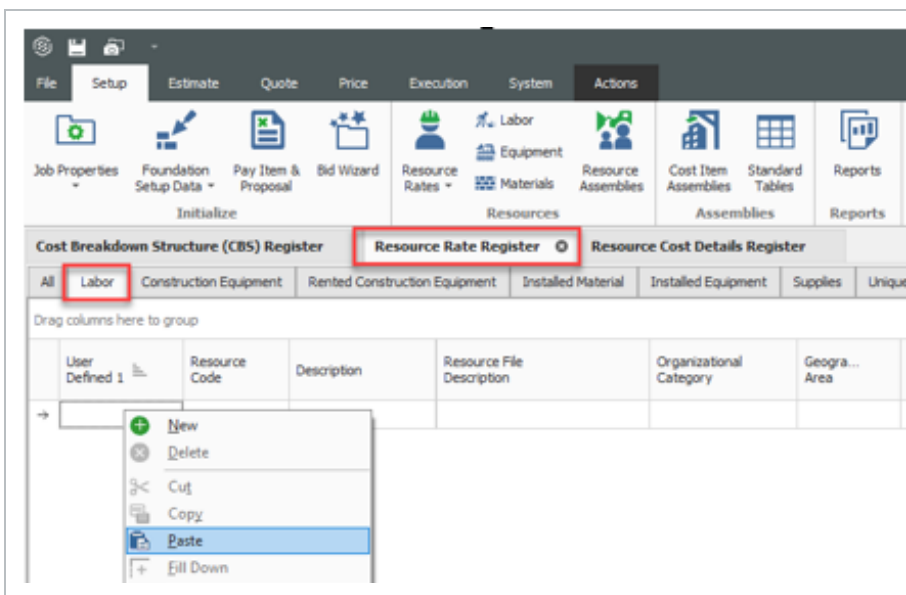 File Setup Estimate Quote Price Execution System Actions
Job Properties
Foundation Setup Data
Pay Item & Proposal
Bid Wizard
Resource Rates
Labor
Equipment
Materials
Resource Assemblies
Cost Item Assemblies
Standard Tables
Reports
Initialize Resources Assemblies Reports
Cost Breakdown Structure (CBS) Register Resource Rate Register Resource Cost Details Register
All Labor Construction Equipment Rented Construction Equipment Installed Material Installed Equipment Supplies Unique
Drag columns here to group
User Defined 1
Resource Code
Description
Resource File Description
Organizational Category
Geogra... Area
New
Delete
Cut
Copy
Paste
Fill Down